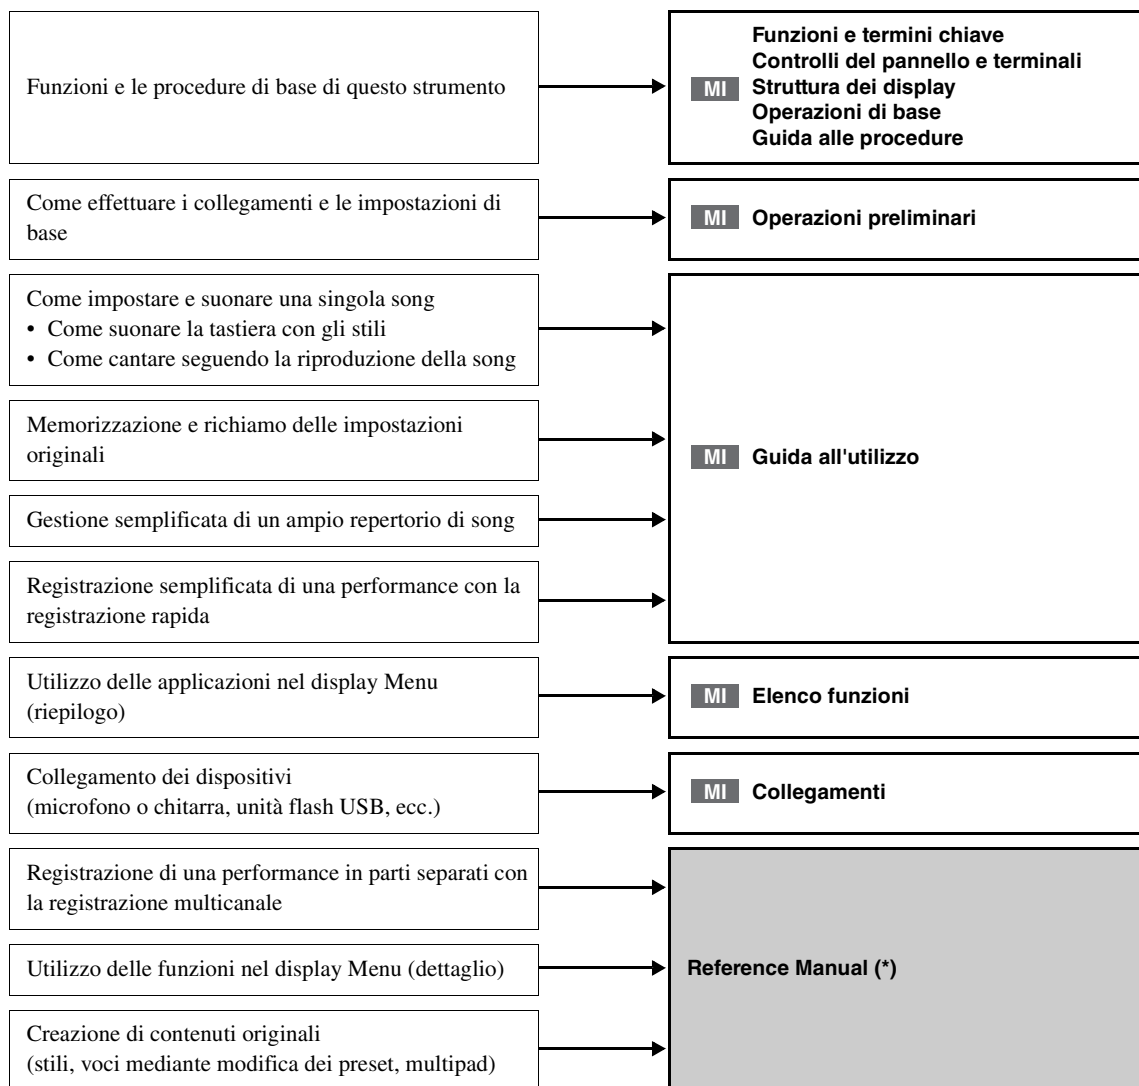 Funzioni e le procedure di base di questo strumento
MI
Funzioni e termini chiave
Controlli del pannello e terminali
Struttura dei display
Operazioni di base
Guida alle procedure
Come effettuare i collegamenti e le impostazioni di
base
MI Operazioni preliminari
Come impostare e suonare una singola song
• Come suonare la tastiera con gli stili
• Come cantare seguendo la riproduzione della song
Memorizzazione e richiamo delle impostazioni
originali
Gestione semplificata di un ampio repertorio di song
Registrazione semplificata di una performance con la
registrazione rapida
MI Guida all'utilizzo
Utilizzo delle applicazioni nel display Menu
(riepilogo)
MI Elenco funzioni
Collegamento dei dispositivi
(microfono o chitarra, unità flash USB, ecc.)
MI Collegamenti
Registrazione di una performance in parti separati con
la registrazione multicanale
Utilizzo delle funzioni nel display Menu (dettaglio)
Creazione di contenuti originali
(stili, voci mediante modifica dei preset, multipad)
Reference Manual (*)